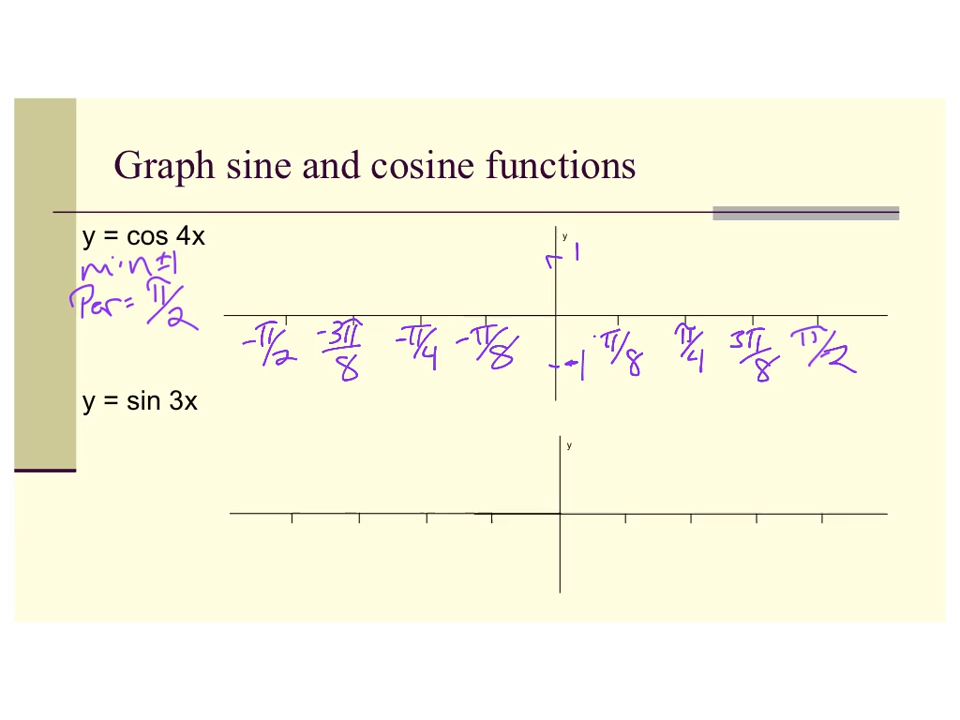 Graph sine and cosine functions
y = cos 4x
min ±1
Per = π/2
y
1
-π/2 -3π/8 -π/4 -π/8 π/8 π/4 3π/8 π/2
-1
y = sin 3x
y